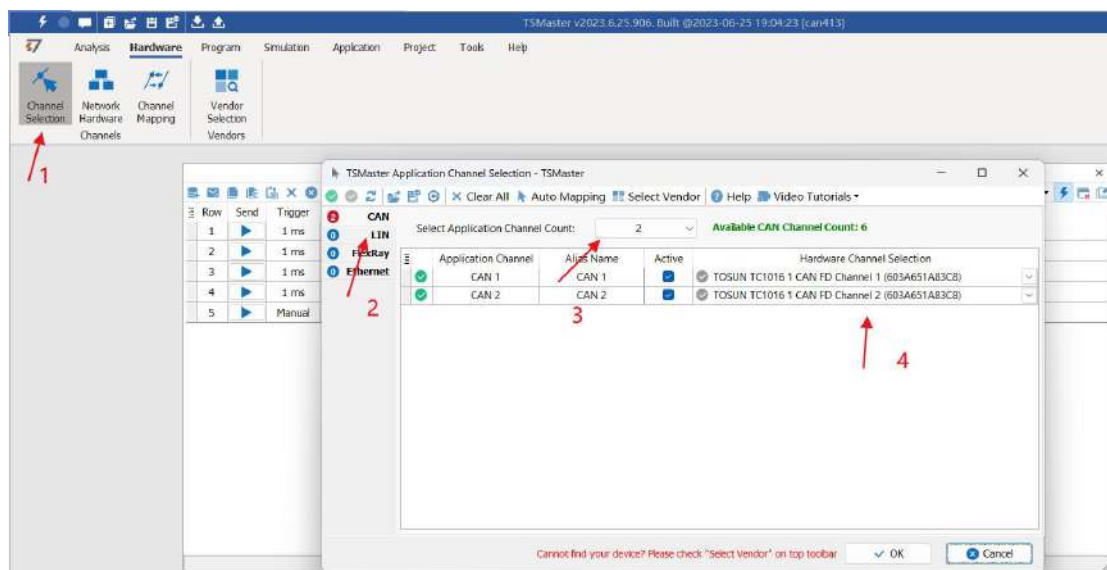 TSMaster v2023.6.25.906. Built @2023-06-25 19:04:23 [can413]
Analysis Hardware Program Simulation Application Project Tools Help
Channel Selection
Network Hardware
Channel Mapping
Vendor Selection
Channels
Vendors
1
TSMaster Application Channel Selection - TSMaster
Clear All Auto Mapping Select Vendor Help Video Tutorials
Row Send Trigger
1 1 ms
2 1 ms
3 1 ms
4 1 ms
5 Manual
2 CAN
0 LIN
0 FlexRay
0 Ethernet
2
Select Application Channel Count: 2 Available CAN Channel Count: 6
Application Channel Alias Name Active Hardware Channel Selection
CAN 1 CAN 1 TOSUN TC1016 1 CAN FD Channel 1 (603A651A83C8)
CAN 2 CAN 2 TOSUN TC1016 1 CAN FD Channel 2 (603A651A83C8)
3
4
Cannot find your device? Please check "Select Vendor" on top toolbar OK Cancel